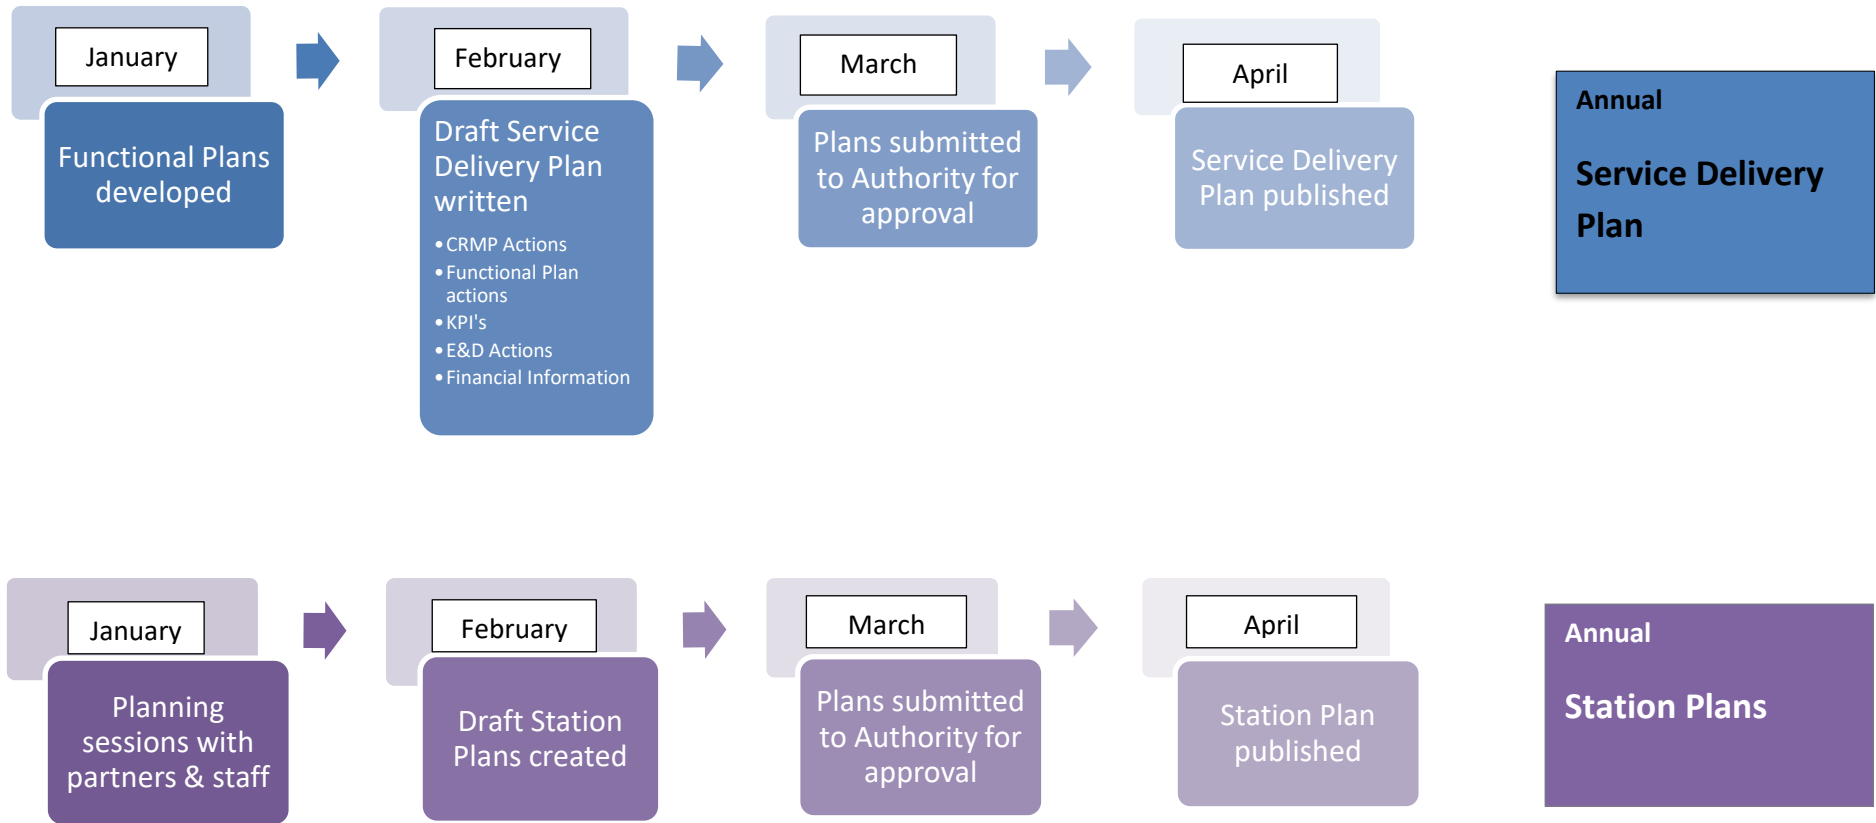 January
Functional Plans
developed
February
Draft Service
Delivery Plan
written
•CRMP Actions
•Functional Plan
actions
•KPI's
•E&D Actions
•Financial Information
March
Plans submitted
to Authority for
approval
April
Service Delivery
Plan published
Annual
Service Delivery
Plan
January
Planning
sessions with
partners & staff
February
Draft Station
Plans created
March
Plans submitted
to Authority for
approval
April
Station Plan
published
Annual
Station Plans